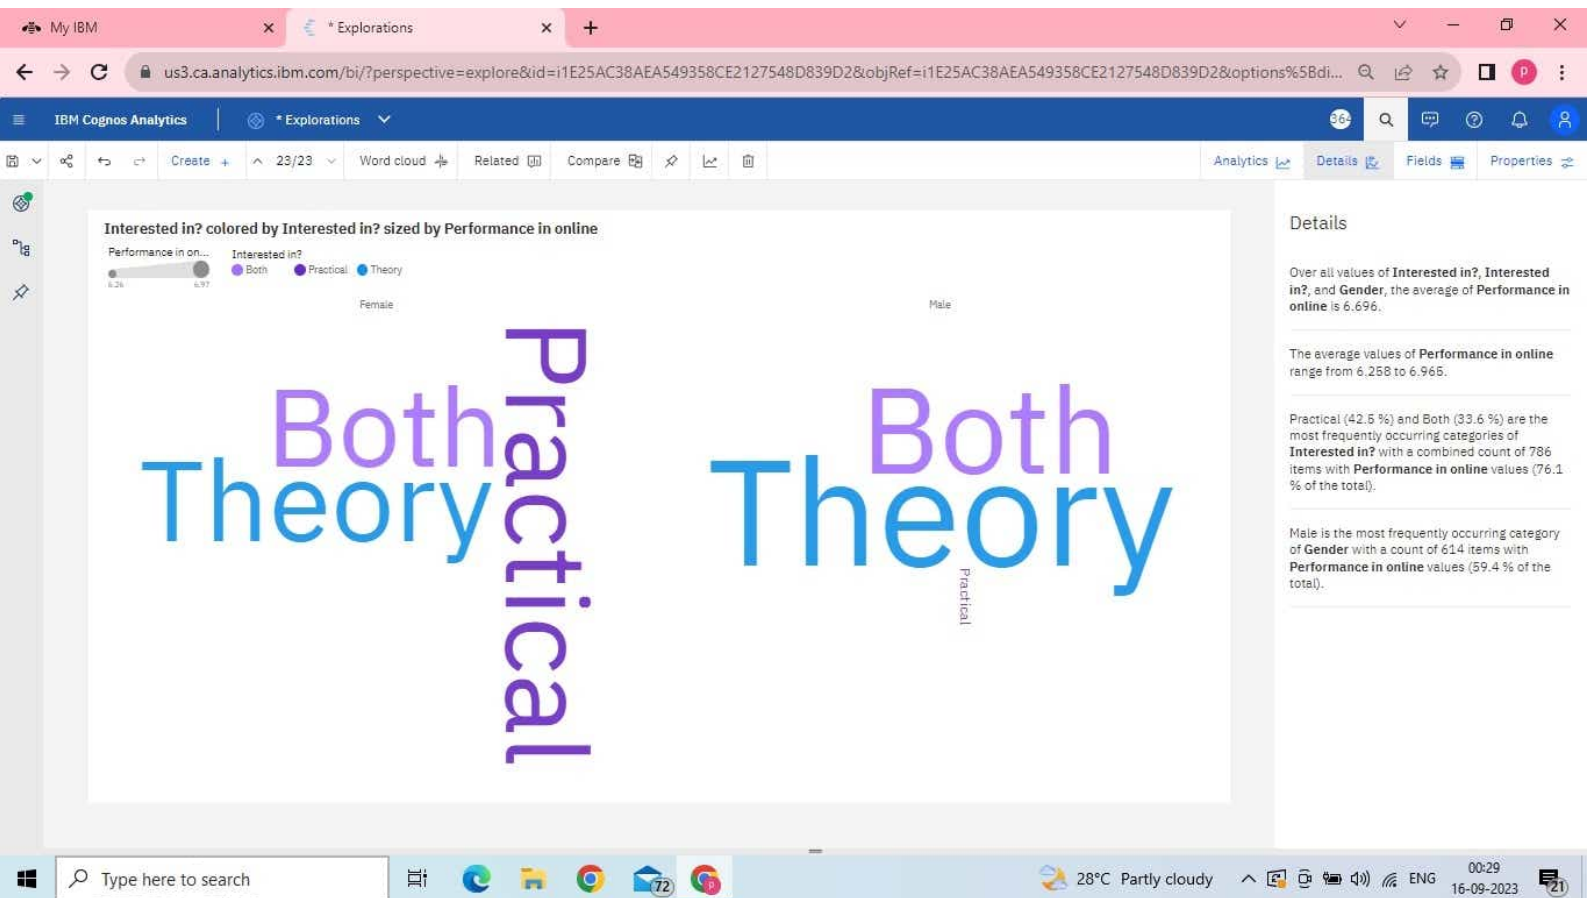 My IBM
* Explorations
us3.ca.analytics.ibm.com/bi/?perspective=explore&id=i1E25AC38AEA549358CE2127548D839D2&objRef=i1E25AC38AEA549358CE2127548D839D2&options%5Bdi...
P
IBM Cognos Analytics
* Explorations
364
Create +
23/23
Word cloud
Related
Compare
Analytics
Details
Fields
Properties
Interested in? colored by Interested in? sized by Performance in online
Performance in on...
Interested in?
6.26
6.97
Both
Practical
Theory
Female
Male
Both
Theory
Practical
Both
Theory
Practical
Details
Over all values of Interested in?, Interested
in?, and Gender, the average of Performance in
online is 6.696.
The average values of Performance in online
range from 6.258 to 6.965.
Practical (42.5 %) and Both (33.6 %) are the
most frequently occurring categories of
Interested in? with a combined count of 786
items with Performance in online values (76.1
% of the total).
Male is the most frequently occurring category
of Gender with a count of 614 items with
Performance in online values (59.4 % of the
total).
Type here to search
72
28°C Partly cloudy
ENG
00:29
16-09-2023
21